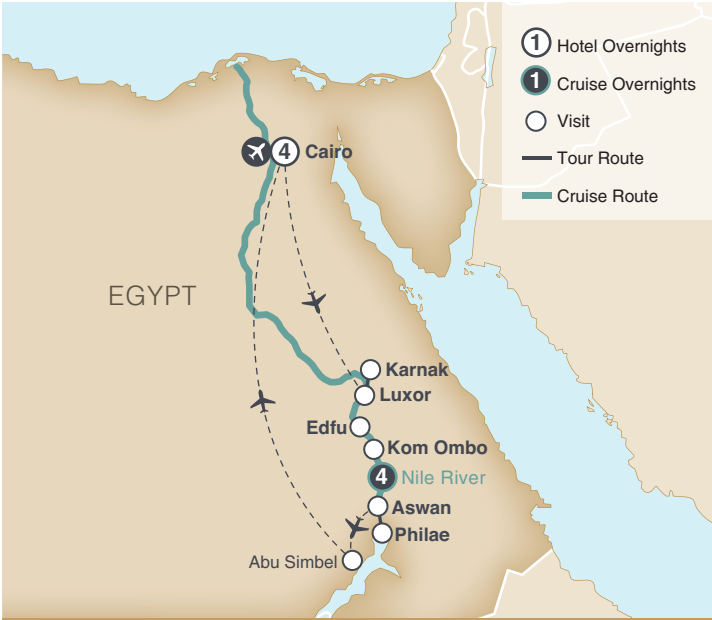 1 Hotel Overnights
1 Cruise Overnights
Visit
Tour Route
Cruise Route
4 Cairo
EGYPT
Karnak
Luxor
Edfu
Kom Ombo
4 Nile River
Aswan
Philae
Abu Simbel